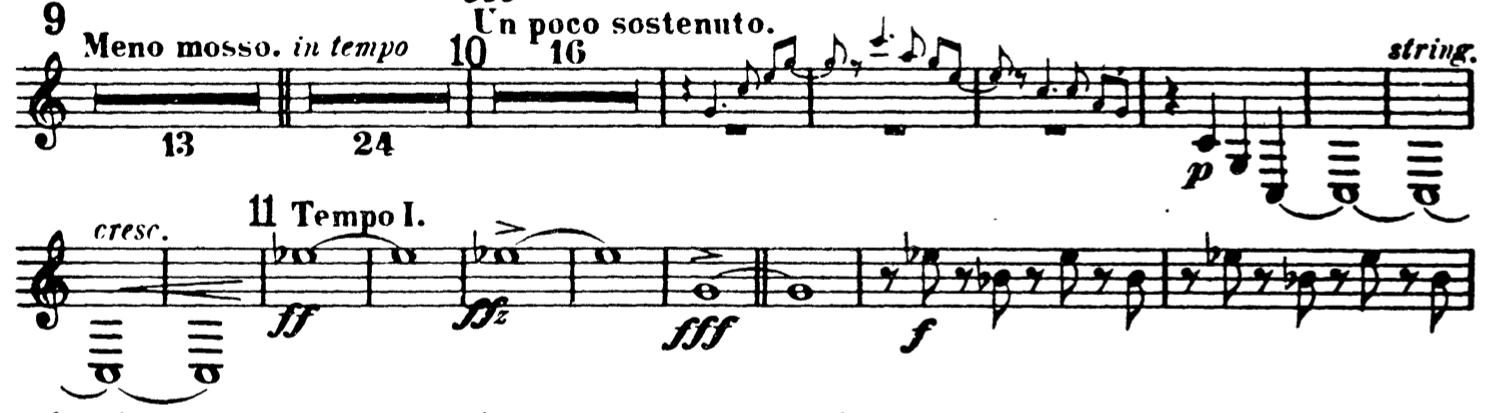 9
Meno mosso. in tempo 10 Un poco sostenuto.
16
string.
13 24
p
cresc. 11 Tempo I.
ff ffz fff f